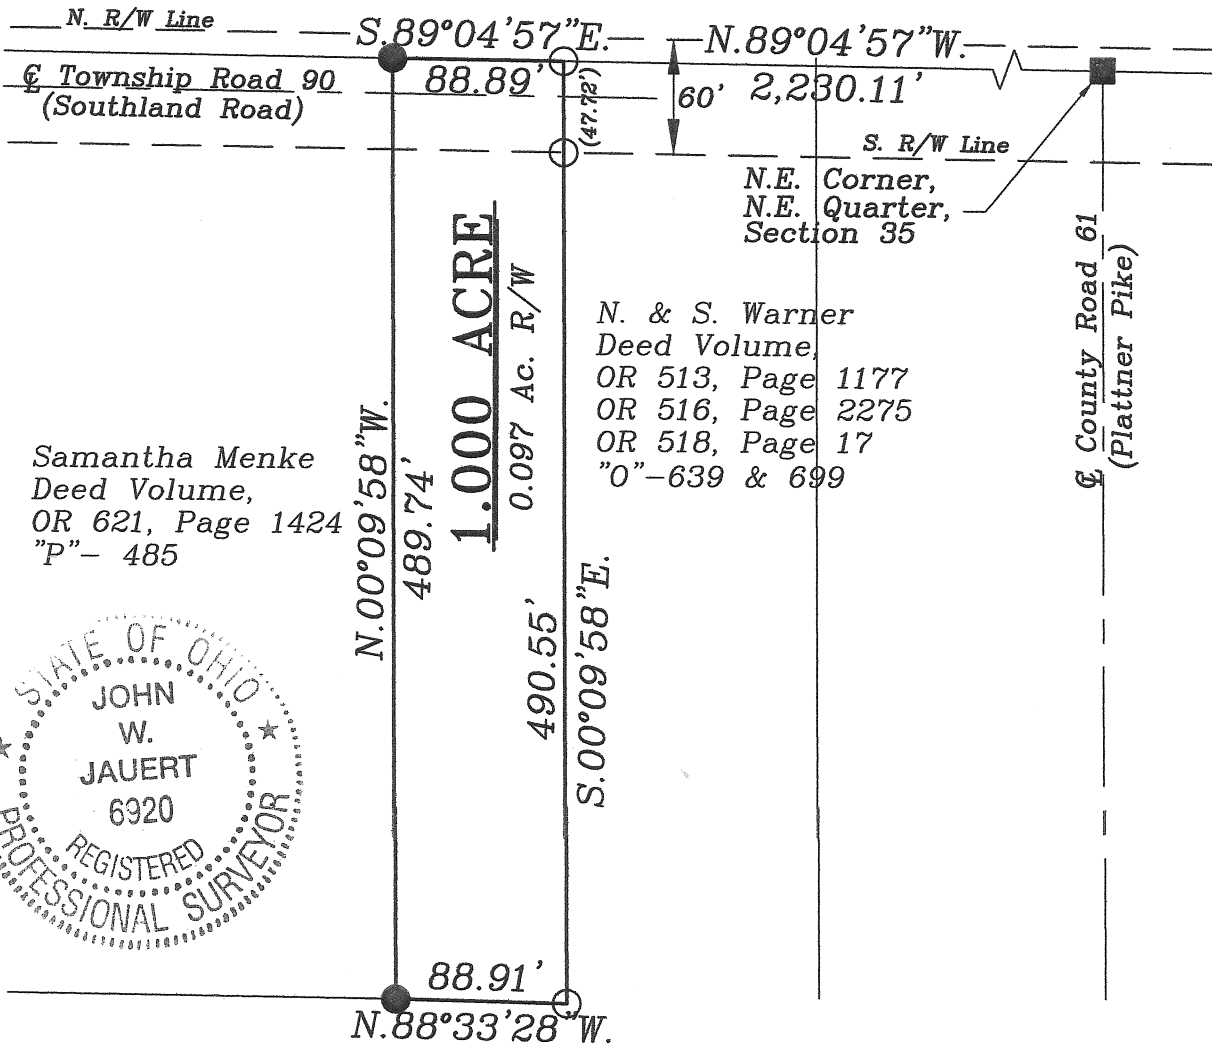 N. R/W Line
S.89°04'57"E.
N.89°04'57"W.
℄ Township Road 90
(Southland Road)
88.89'
(47.72')
60'
2,230.11'
S. R/W Line
N.E. Corner,
N.E. Quarter,
Section 35
1.000 ACRE
0.097 Ac. R/W
℄ County Road 61
(Plattner Pike)
N. & S. Warner
Deed Volume,
OR 513, Page 1177
OR 516, Page 2275
OR 518, Page 17
"O"-639 & 699
Samantha Menke
Deed Volume,
OR 621, Page 1424
"P"- 485
N.00°09'58"W.
489.74'
490.55'
S.00°09'58"E.
STATE OF OHIO
JOHN
W.
JAUERT
6920
REGISTERED
PROFESSIONAL SURVEYOR
88.91'
N.88°33'28"W.